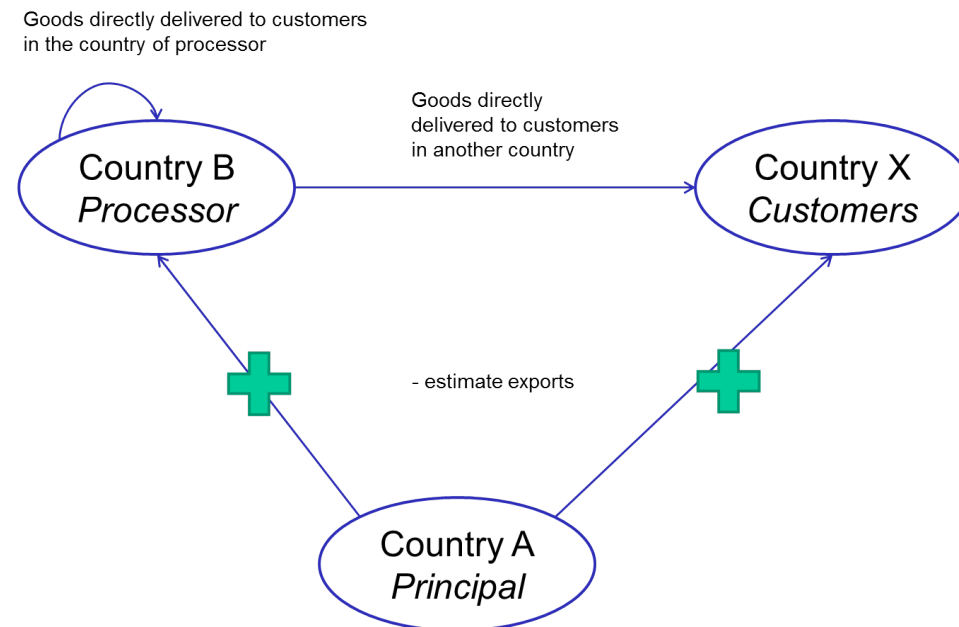 Goods directly delivered to customers
in the country of processor
Goods directly
delivered to customers
in another country
Country B
Processor
Country X
Customers
- estimate exports
Country A
Principal